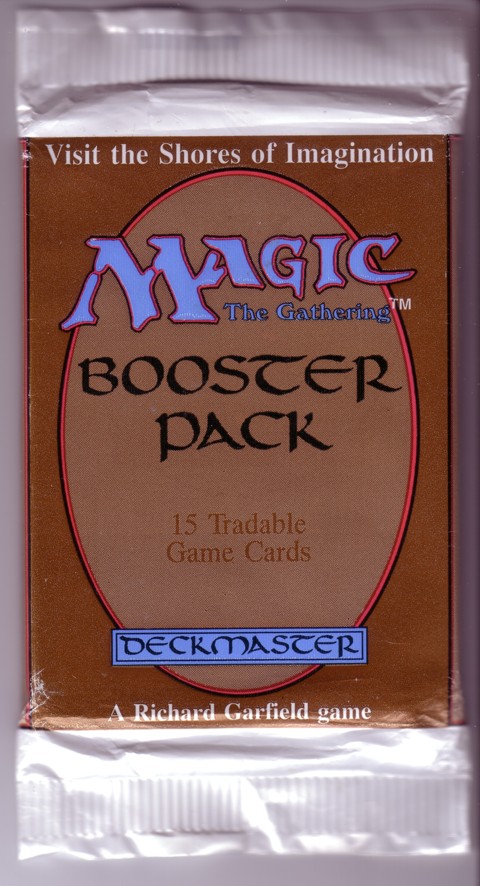 Visit the Shores of Imagination
MAGIC
The Gathering™
BOOSTER
PACK
15 Tradable
Game Cards
DECKMASTER
A Richard Garfield game